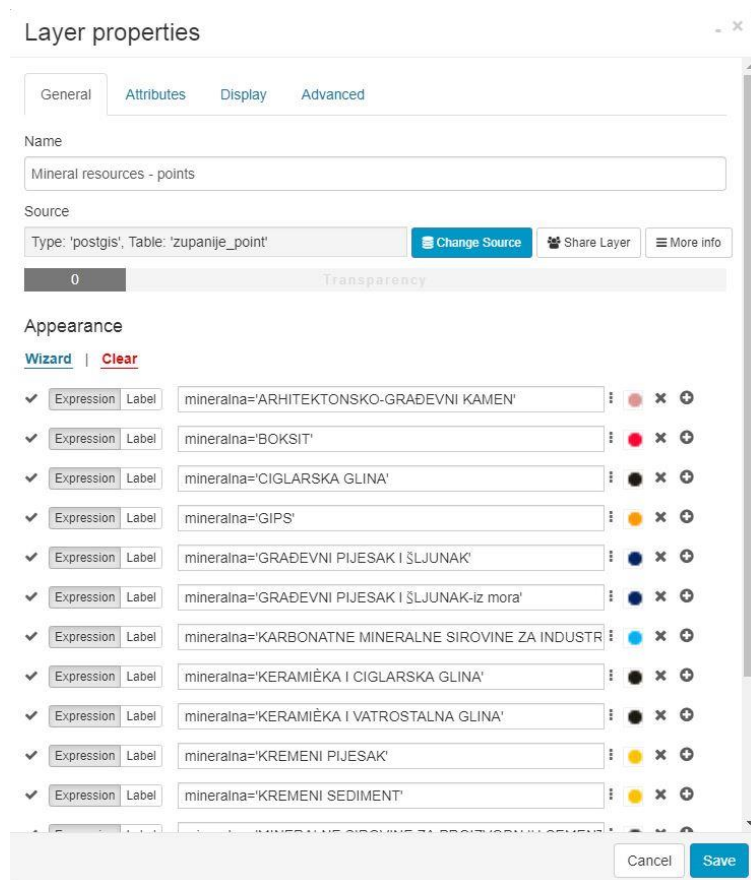 Layer properties
General Attributes Display Advanced
Name
Mineral resources - points
Source
Type: 'postgis', Table: 'zupanije_point' Change Source Share Layer More info
0 Transparency
Appearance
Wizard | Clear
Expression Label mineralna='ARHITEKTONSKO-GRAĐEVNI KAMEN'
Expression Label mineralna='BOKSIT'
Expression Label mineralna='CIGLARSKA GLINA'
Expression Label mineralna='GIPS'
Expression Label mineralna='GRAĐEVNI PIJESAK I ŠLJUNAK'
Expression Label mineralna='GRAĐEVNI PIJESAK I ŠLJUNAK-iz mora'
Expression Label mineralna='KARBONATNE MINERALNE SIROVINE ZA INDUSTR
Expression Label mineralna='KERAMIÈKA I CIGLARSKA GLINA'
Expression Label mineralna='KERAMIÈKA I VATROSTALNA GLINA'
Expression Label mineralna='KREMENI PIJESAK'
Expression Label mineralna='KREMENI SEDIMENT'
Cancel Save